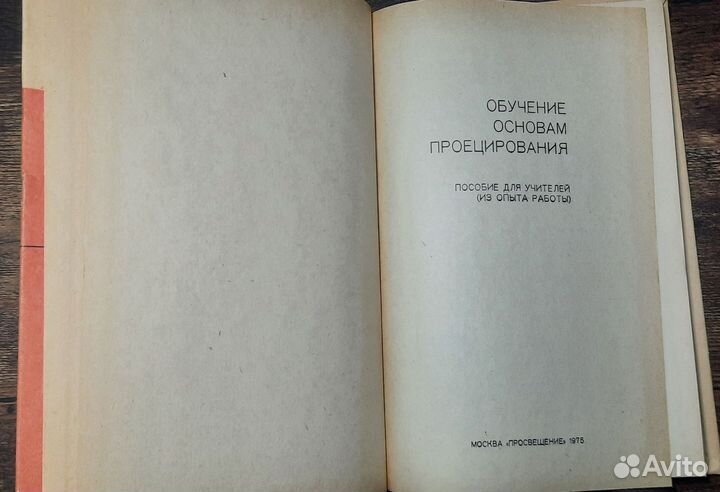 ОБУЧЕНИЕ
ОСНОВАМ
ПРОЕЦИРОВАНИЯ
ПОСОБИЕ ДЛЯ УЧИТЕЛЕЙ
(ИЗ ОПЫТА РАБОТЫ)
МОСКВА «ПРОСВЕЩЕНИЕ» 1975
Avito